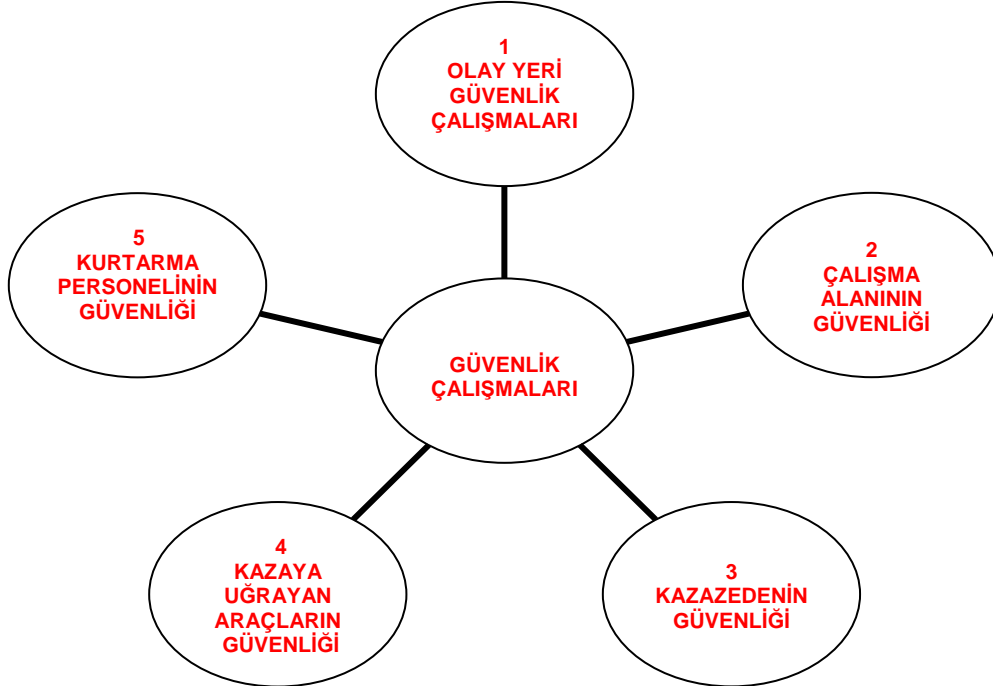 1
OLAY YERİ
GÜVENLİK
ÇALIŞMALARI
2
ÇALIŞMA
ALANININ
GÜVENLİĞİ
3
KAZAZEDENİN
GÜVENLİĞİ
4
KAZAYA
UĞRAYAN
ARAÇLARIN
GÜVENLİĞİ
5
KURTARMA
PERSONELİNİN
GÜVENLİĞİ
GÜVENLİK
ÇALIŞMALARI